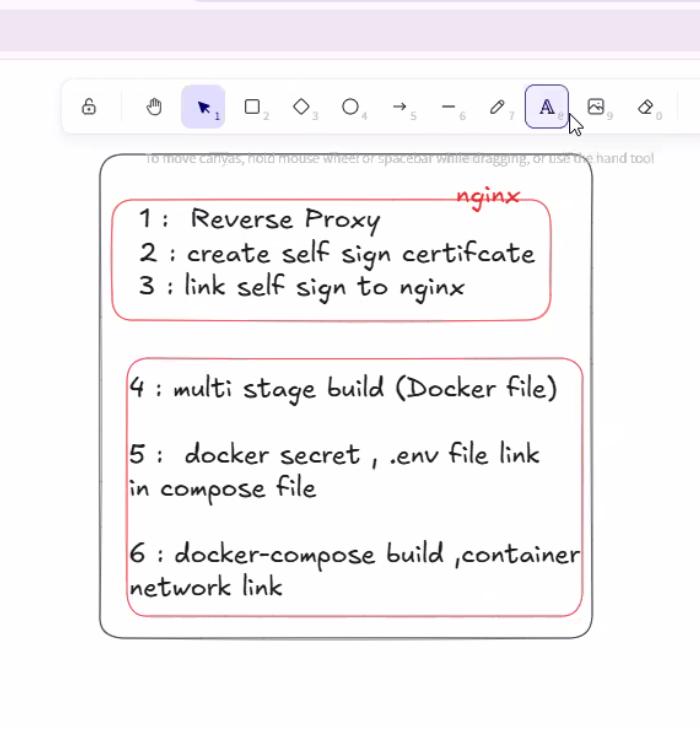 1 2 3 4 5 6 7 A 8 9 0
To move canvas, hold mouse wheel or spacebar while dragging, or use the hand tool
nginx
1 : Reverse Proxy
2 : create self sign certifcate
3 : link self sign to nginx
4 : multi stage build (Docker file)
5 : docker secret , .env file link
in compose file
6 : docker-compose build ,container
network link